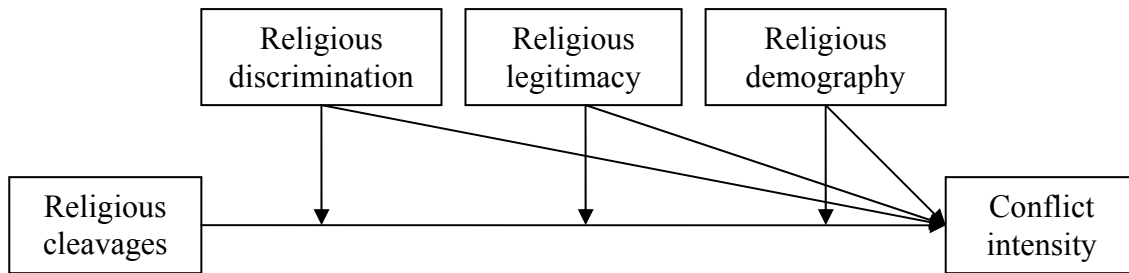 Religious
discrimination
Religious
legitimacy
Religious
demography
Religious
cleavages
Conflict
intensity